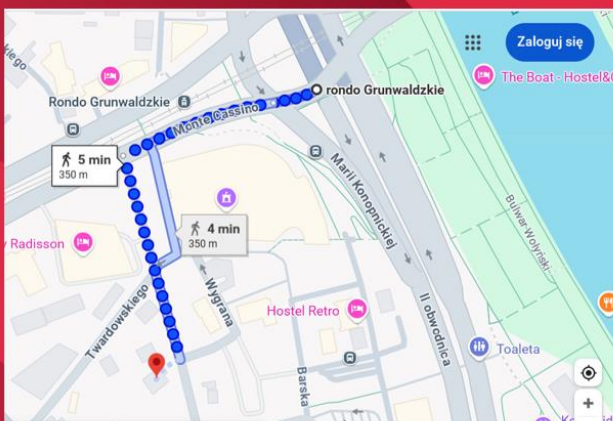 Zaloguj się
The Boat - Hostel&
Rondo Grunwaldzkie
rondo Grunwaldzkie
Monte Cassino
5 min
350 m
Marii Konopnickiej
Bulwar Wołyński
4 min
350 m
Radisson
Twardowskiego
Wygrana
Hostel Retro
II obwodnica
Toaleta
Barska